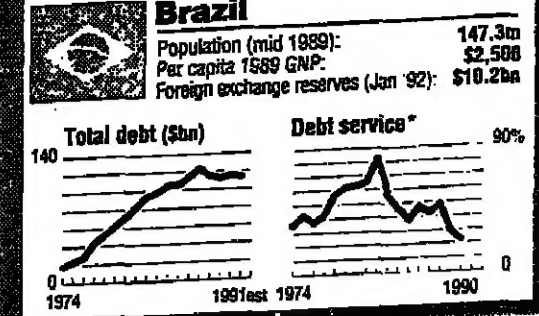 Brazil
Population (mid 1989): 147.3m
Per capita 1989 GNP: $2,506
Foreign exchange reserves (Jan '92): $10.2bn
Total debt ($bn)
Debt service*
140
90%
0
0
1974
1991est
1974
1990